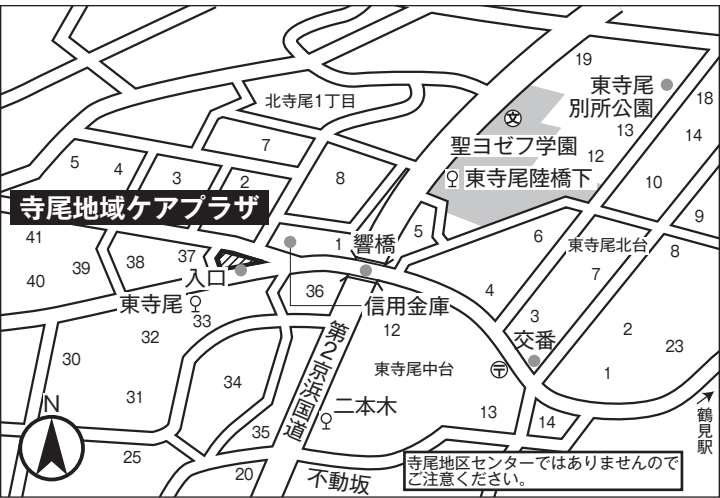 19
東寺尾
別所公園
18
北寺尾1丁目
文
13
14
7
聖ヨゼフ学園
12
5
4
3
2
8
東寺尾陸橋下
10
寺尾地域ケアプラザ
9
41
1
響橋
5
6
東寺尾北台
8
40
39
38
37
入口
7
東寺尾
33
36
信用金庫
4
3
32
第2京浜国道
12
交番
2
23
30
東寺尾中台
〒
1
34
31
二本木
13
14
鶴見駅
N
35
25
20
不動坂
寺尾地区センターではありませんので
ご注意ください。